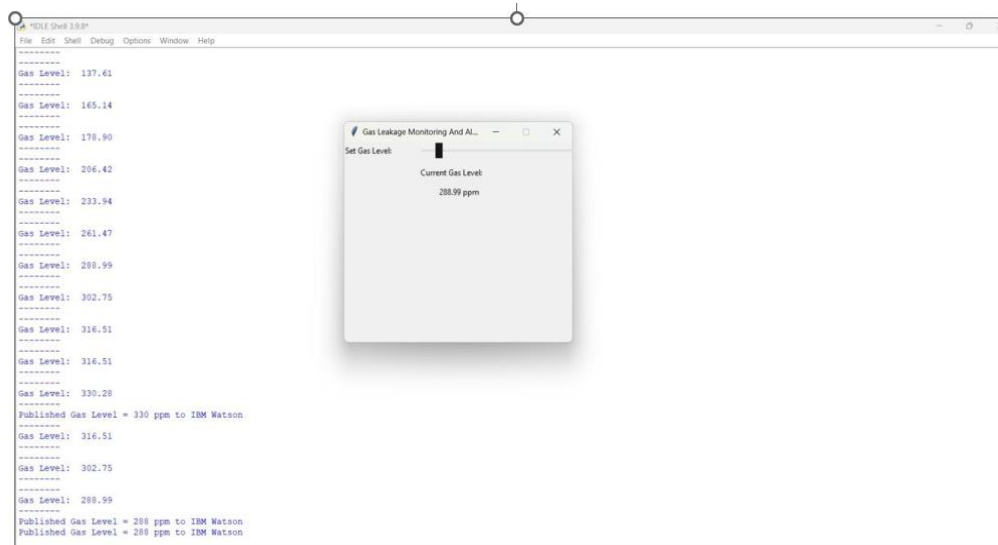 *IDLE Shell 3.9.8*
File Edit Shell Debug Options Window Help
--------
--------
Gas Level:  137.61
--------
--------
Gas Level:  165.14
--------
--------
Gas Level:  178.90
--------
--------
Gas Level:  206.42
--------
--------
Gas Level:  233.94
--------
--------
Gas Level:  261.47
--------
--------
Gas Level:  288.99
--------
--------
Gas Level:  302.75
--------
--------
Gas Level:  316.51
--------
--------
Gas Level:  316.51
--------
--------
Gas Level:  330.28
--------
Published Gas Level = 330 ppm to IBM Watson
--------
Gas Level:  316.51
--------
--------
Gas Level:  302.75
--------
--------
Gas Level:  288.99
--------
Published Gas Level = 288 ppm to IBM Watson
Published Gas Level = 288 ppm to IBM Watson
Gas Leakage Monitoring And Al...
Set Gas Level:
Current Gas Level:
288.99 ppm